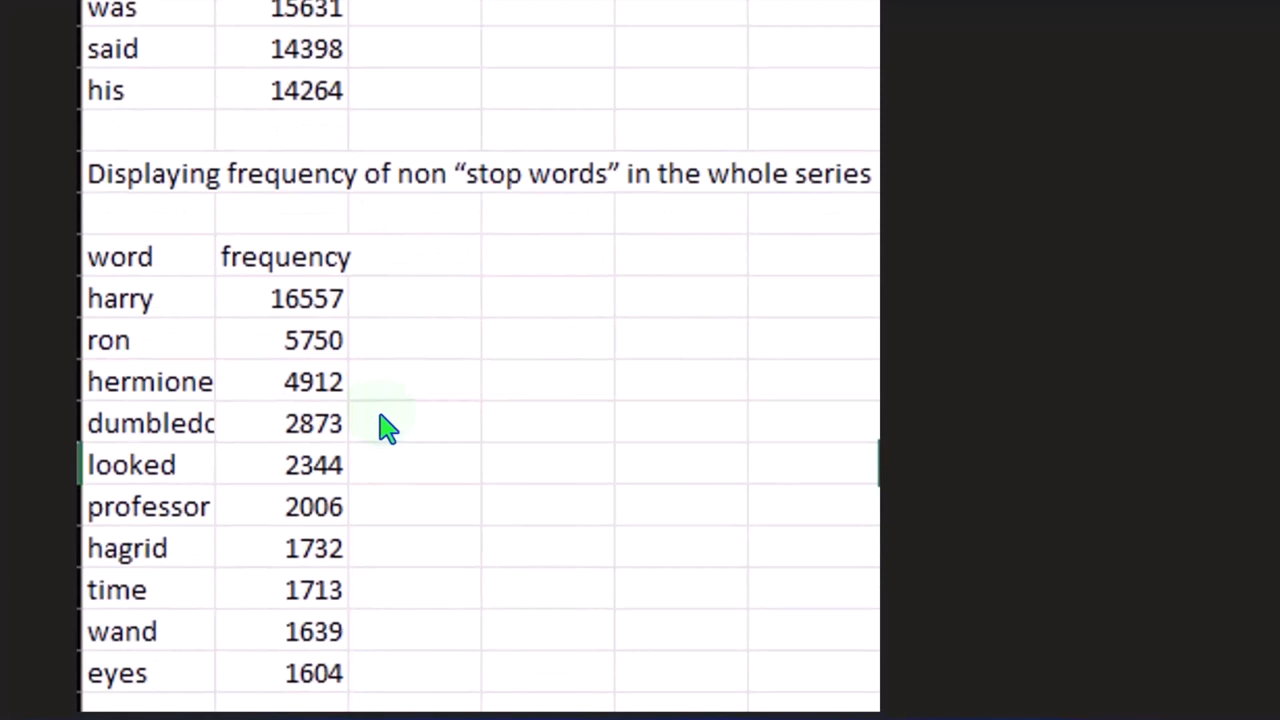 was 15631
said 14398
his 14264
Displaying frequency of non “stop words” in the whole series
word frequency
harry 16557
ron 5750
hermione 4912
dumbledo 2873
looked 2344
professor 2006
hagrid 1732
time 1713
wand 1639
eyes 1604